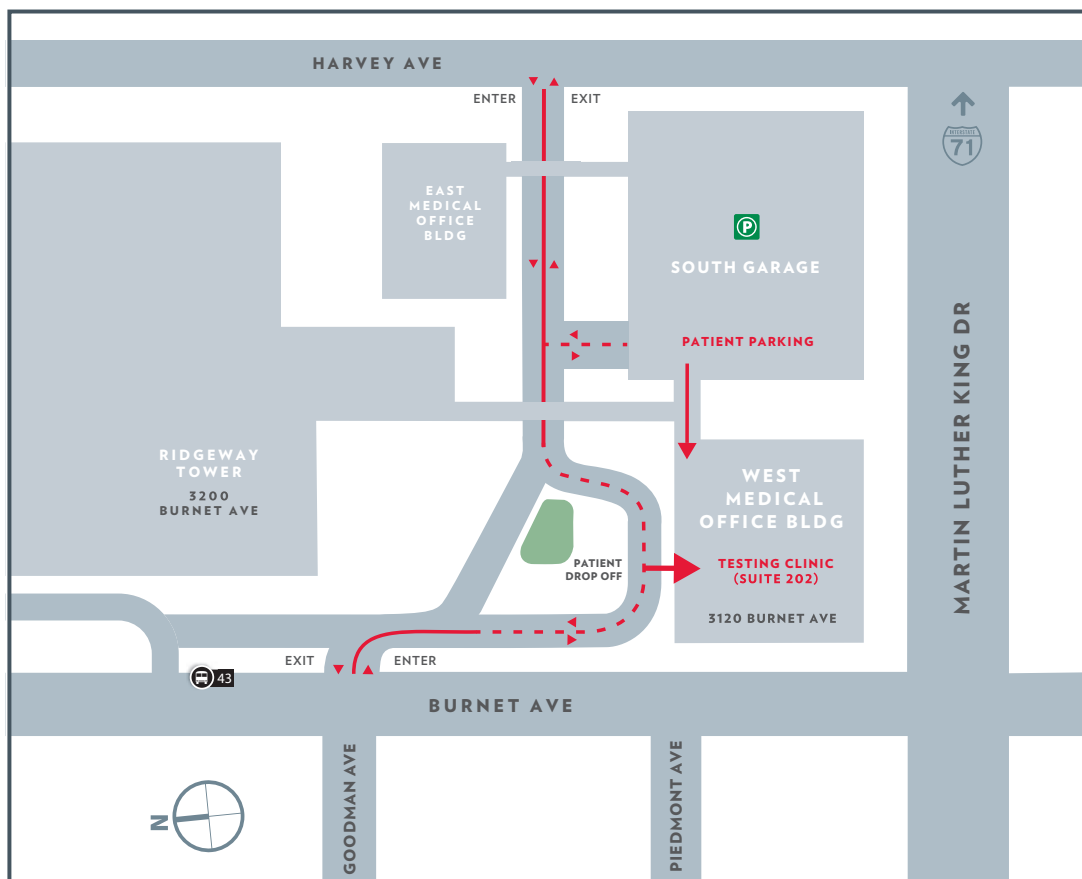 HARVEY AVE
ENTER
EXIT
INTERSTATE
71
EAST
MEDICAL
OFFICE
BLDG
P
SOUTH GARAGE
PATIENT PARKING
MARTIN LUTHER KING DR
RIDGEWAY
TOWER
3200
BURNET AVE
WEST
MEDICAL
OFFICE BLDG
PATIENT
DROP OFF
TESTING CLINIC
(SUITE 202)
3120 BURNET AVE
EXIT
ENTER
43
BURNET AVE
GOODMAN AVE
PIEDMONT AVE
N